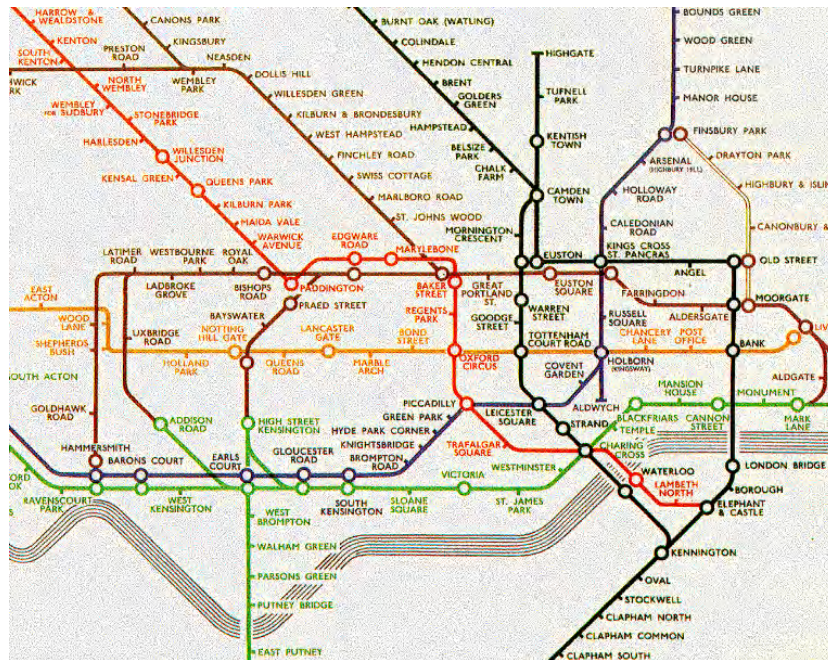 HARROW &
WEALDSTONE
KENTON
SOUTH
KENTON
PRESTON
ROAD
NORTH
WEMBLEY
WEMBLEY
FOR SUDBURY
STONEBRIDGE
PARK
HARLESDEN
WILLESDEN
JUNCTION
KENSAL GREEN
QUEENS PARK
KILBURN PARK
MAIDA VALE
WARWICK
AVENUE
CANONS PARK
KINGSBURY
NEASDEN
WEMBLEY
PARK
DOLLIS HILL
WILLESDEN GREEN
KILBURN & BRONDESBURY
WEST HAMPSTEAD
FINCHLEY ROAD
SWISS COTTAGE
MARLBORO ROAD
ST. JOHNS WOOD
BURNT OAK (WATLING)
COLINDALE
HENDON CENTRAL
BRENT
GOLDERS
GREEN
HAMPSTEAD
BELSIZE
PARK
CHALK
FARM
HIGHGATE
TUFNELL
PARK
KENTISH
TOWN
CAMDEN
TOWN
MORNINGTON
CRESCENT
EUSTON
BOUNDS GREEN
WOOD GREEN
TURNPIKE LANE
MANOR HOUSE
FINSBURY PARK
ARSENAL
(HIGHBURY HILL)
DRAYTON PARK
HOLLOWAY
ROAD
HIGHBURY & ISLIN
CALEDONIAN
ROAD
CANONBURY &
KINGS CROSS
ST. PANCRAS
ANGEL
OLD STREET
LATIMER
ROAD
WESTBOURNE
PARK
ROYAL
OAK
EDGWARE
ROAD
MARYLEBONE
LADBROKE
GROVE
BISHOPS
ROAD
PADDINGTON
BAKER
STREET
GREAT
PORTLAND
ST.
EUSTON
SQUARE
FARRINGDON
MOORGATE
EAST
ACTON
WOOD
LANE
SHEPHERDS
BUSH
UXBRIDGE
ROAD
BAYSWATER
PRAED STREET
REGENTS
PARK
WARREN
STREET
GOODGE
STREET
RUSSELL
SQUARE
ALDERSGATE
LIV
NOTTING
HILL GATE
LANCASTER
GATE
BOND
STREET
TOTTENHAM
COURT ROAD
CHANCERY
LANE
POST
OFFICE
BANK
HOLLAND
PARK
QUEENS
ROAD
MARBLE
ARCH
OXFORD
CIRCUS
HOLBORN
(KINGSWAY)
COVENT
GARDEN
ALDGATE
OUTH ACTON
GOLDHAWK
ROAD
ADDISON
ROAD
HIGH STREET
KENSINGTON
PICCADILLY
GREEN PARK
HYDE PARK CORNER
KNIGHTSBRIDGE
BROMPTON
ROAD
LEICESTER
SQUARE
ALDWYCH
MANSION
HOUSE
MONUMENT
BLACKFRIARS
TEMPLE
CANNON
STREET
MARK
LANE
STRAND
TRAFALGAR
SQUARE
CHARING
CROSS
HAMMERSMITH
BARONS COURT
EARLS
COURT
GLOUCESTER
ROAD
VICTORIA
WESTMINSTER
WATERLOO
LONDON BRIDGE
RAVENSCOURT
PARK
WEST
KENSINGTON
SOUTH
KENSINGTON
SLOANE
SQUARE
ST. JAMES
PARK
LAMBETH
NORTH
BOROUGH
ELEPHANT
& CASTLE
WEST
BROMPTON
WALHAM GREEN
PARSONS GREEN
PUTNEY BRIDGE
EAST PUTNEY
KENNINGTON
OVAL
STOCKWELL
CLAPHAM NORTH
CLAPHAM COMMON
CLAPHAM SOUTH